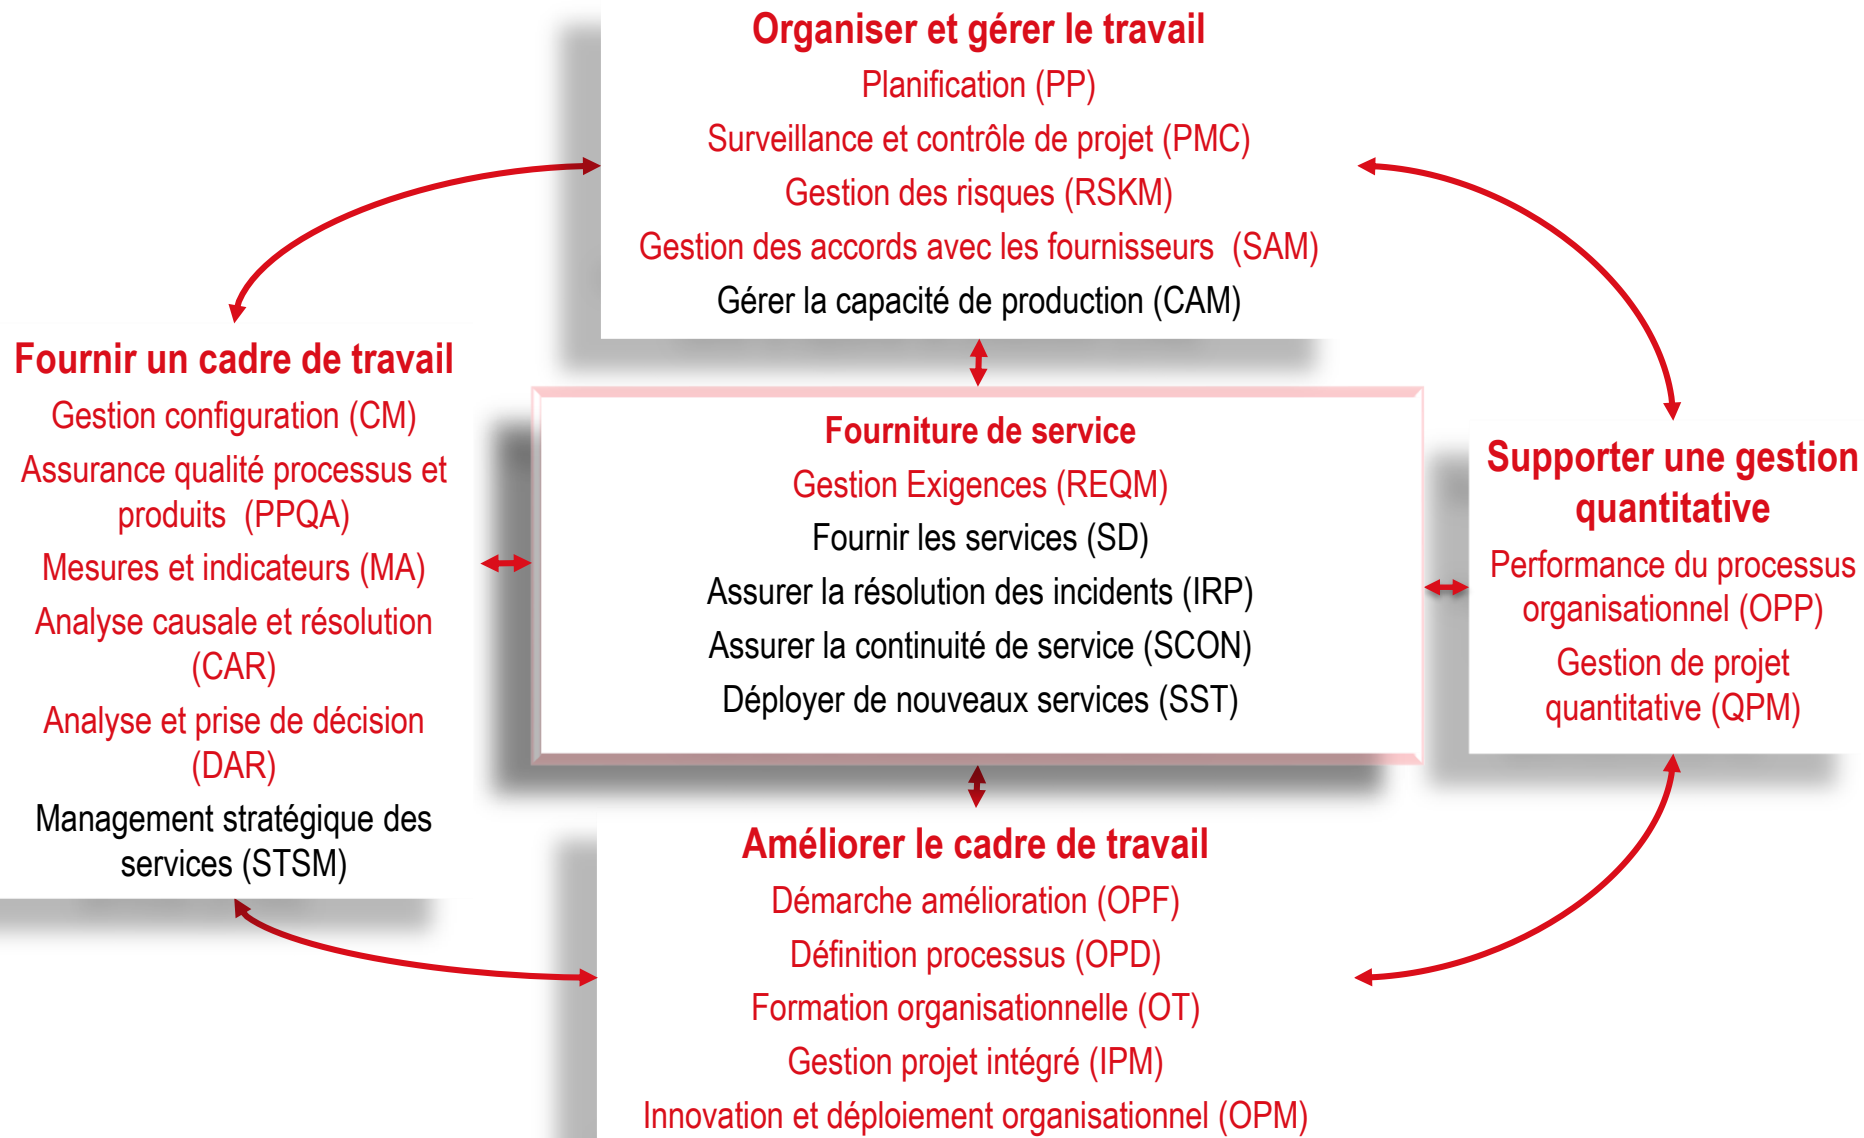 Organiser et gérer le travail
Planification (PP)
Surveillance et contrôle de projet (PMC)
Gestion des risques (RSKM)
Gestion des accords avec les fournisseurs  (SAM)
Gérer la capacité de production (CAM)
Fournir un cadre de travail
Gestion configuration (CM)
Assurance qualité processus et
produits  (PPQA)
Mesures et indicateurs (MA)
Analyse causale et résolution
(CAR)
Analyse et prise de décision
(DAR)
Management stratégique des
services (STSM)
Fourniture de service
Gestion Exigences (REQM)
Fournir les services (SD)
Assurer la résolution des incidents (IRP)
Assurer la continuité de service (SCON)
Déployer de nouveaux services (SST)
Supporter une gestion
quantitative
Performance du processus
organisationnel (OPP)
Gestion de projet
quantitative (QPM)
Améliorer le cadre de travail
Démarche amélioration (OPF)
Définition processus (OPD)
Formation organisationnelle (OT)
Gestion projet intégré (IPM)
Innovation et déploiement organisationnel (OPM)